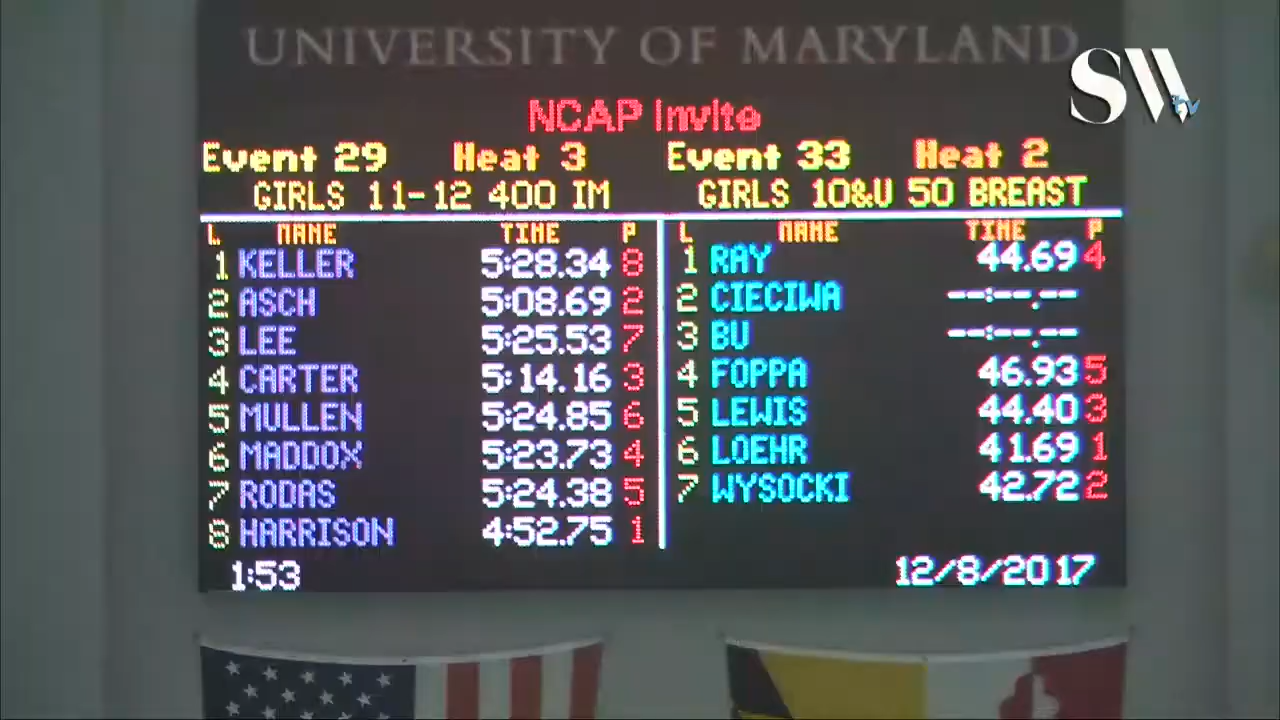 UNIVERSITY OF MARYLAND
SW
TV
NCAP Invite
Event 29 Heat 3
GIRLS 11-12 400 IM
L NAME TIME P
1 KELLER 5:28.34 8
2 ASCH 5:08.69 2
3 LEE 5:25.53 7
4 CARTER 5:14.16 3
5 MULLEN 5:24.85 6
6 MADDOX 5:23.73 4
7 RODAS 5:24.38 5
8 HARRISON 4:52.75 1
1:53
Event 33 Heat 2
GIRLS 10&U 50 BREAST
L NAME TIME P
1 RAY 44.69 4
2 CIECIWA --:--.--
3 BU --:--.--
4 FOPPA 46.93 5
5 LEWIS 44.40 3
6 LOEHR 41.69 1
7 WYSOCKI 42.72 2
12/8/2017